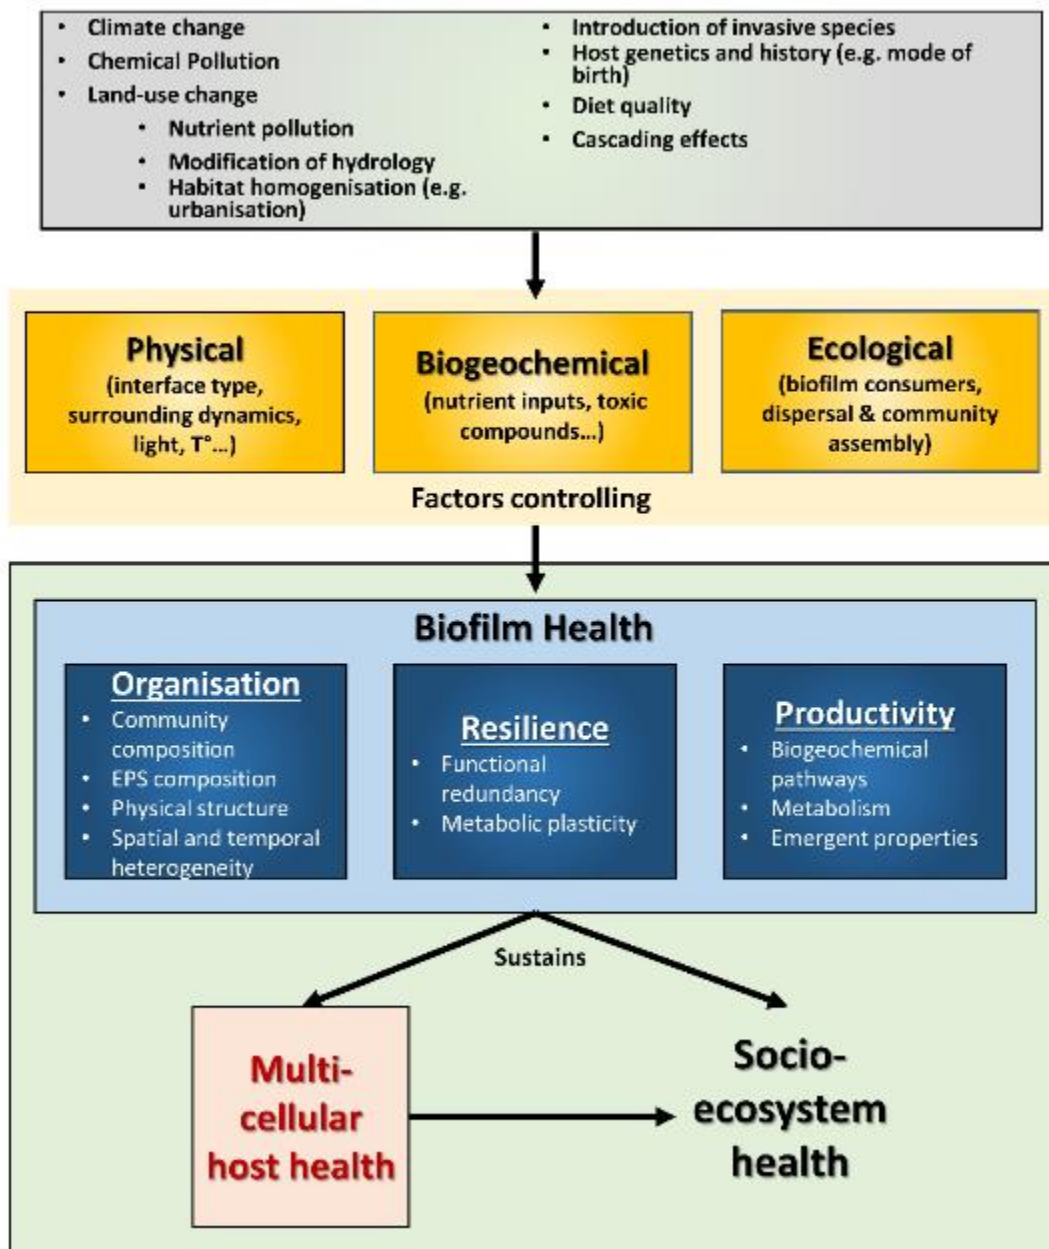 • Climate change
• Chemical Pollution
• Land-use change
• Nutrient pollution
• Modification of hydrology
• Habitat homogenisation (e.g.
urbanisation)
• Introduction of invasive species
• Host genetics and history (e.g. mode of
birth)
• Diet quality
• Cascading effects
Physical
(interface type,
surrounding dynamics,
light, T°...)
Biogeochemical
(nutrient inputs, toxic
compounds...)
Ecological
(biofilm consumers,
dispersal & community
assembly)
Factors controlling
Biofilm Health
Organisation
• Community
composition
• EPS composition
• Physical structure
• Spatial and temporal
heterogeneity
Resilience
• Functional
redundancy
• Metabolic plasticity
Productivity
• Biogeochemical
pathways
• Metabolism
• Emergent properties
Sustains
Multi-
cellular
host health
Socio-
ecosystem
health